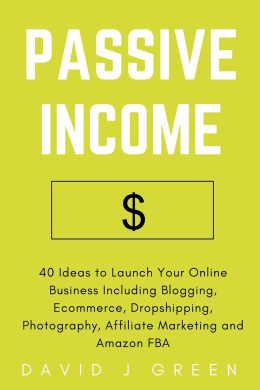 PASSIVE
INCOME
$
40 Ideas to Launch Your Online
Business Including Blogging,
Ecommerce, Dropshipping,
Photography, Affiliate Marketing and
Amazon FBA
DAVID J GREEN